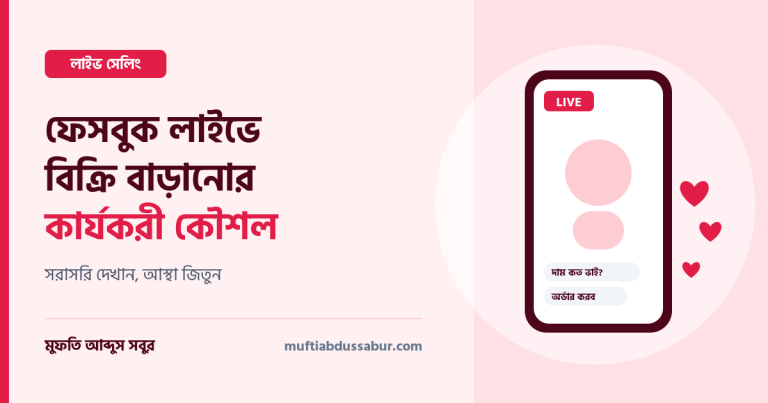 লাইভ সেলিং
ফেসবুক লাইভে
বিক্রি বাড়ানোর
কার্যকরী কৌশল
সরাসরি দেখান, আস্থা জিতুন
মুফতি আব্দুস সবুর
muftiabdussabur.com
LIVE
দাম কত ভাই?
অর্ডার করব